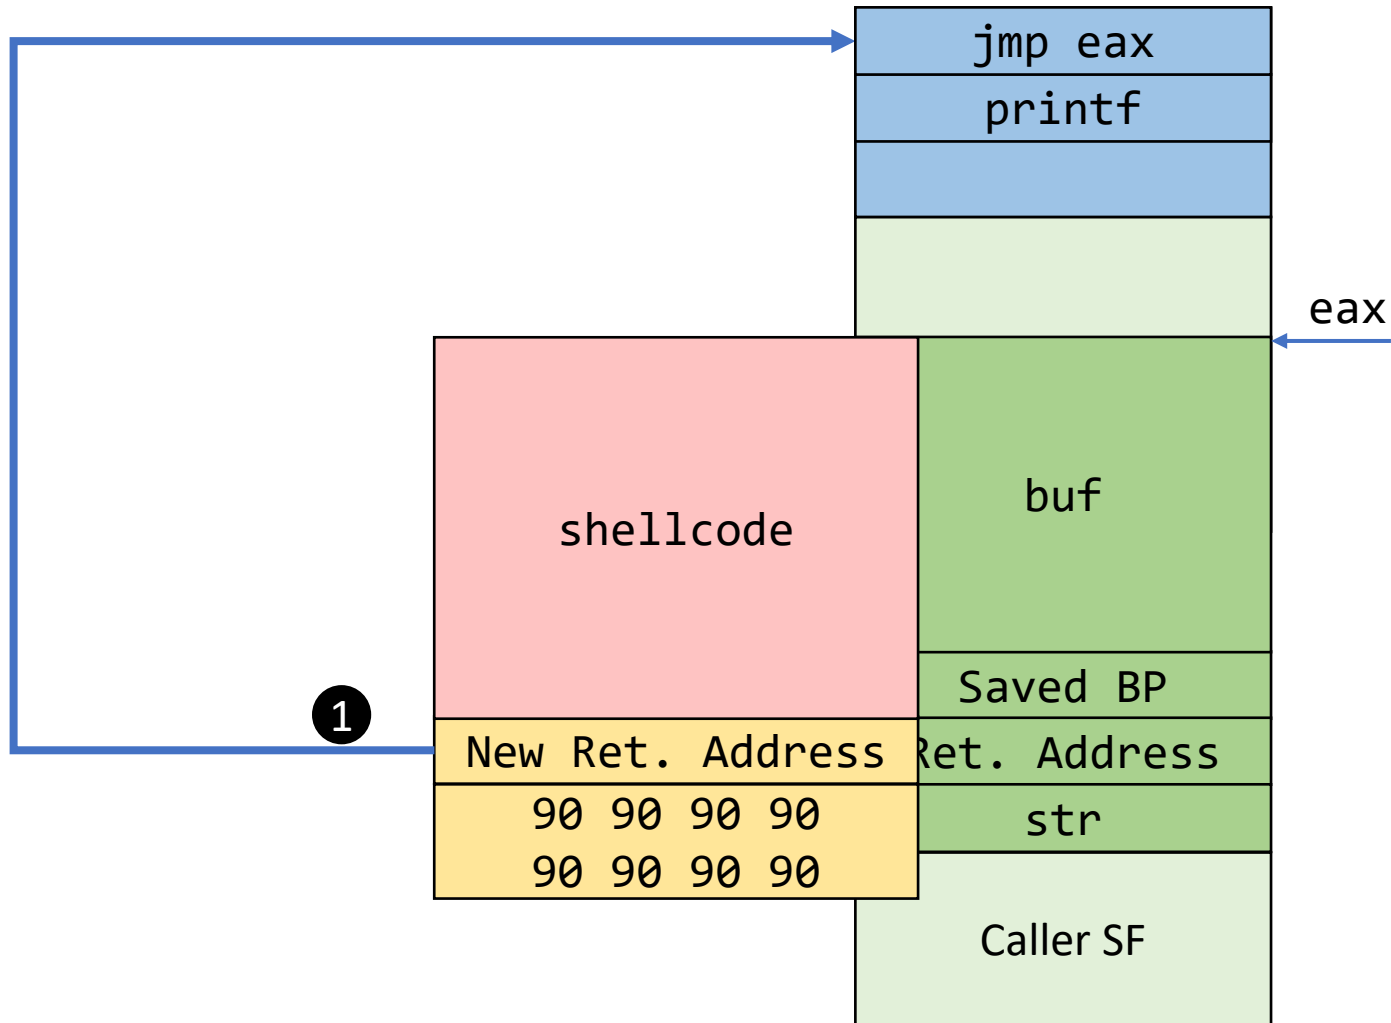 jmp eax
printf
eax
buf
shellcode
Saved BP
1
New Ret. Address
Ret. Address
90 90 90 90
str
90 90 90 90
Caller SF